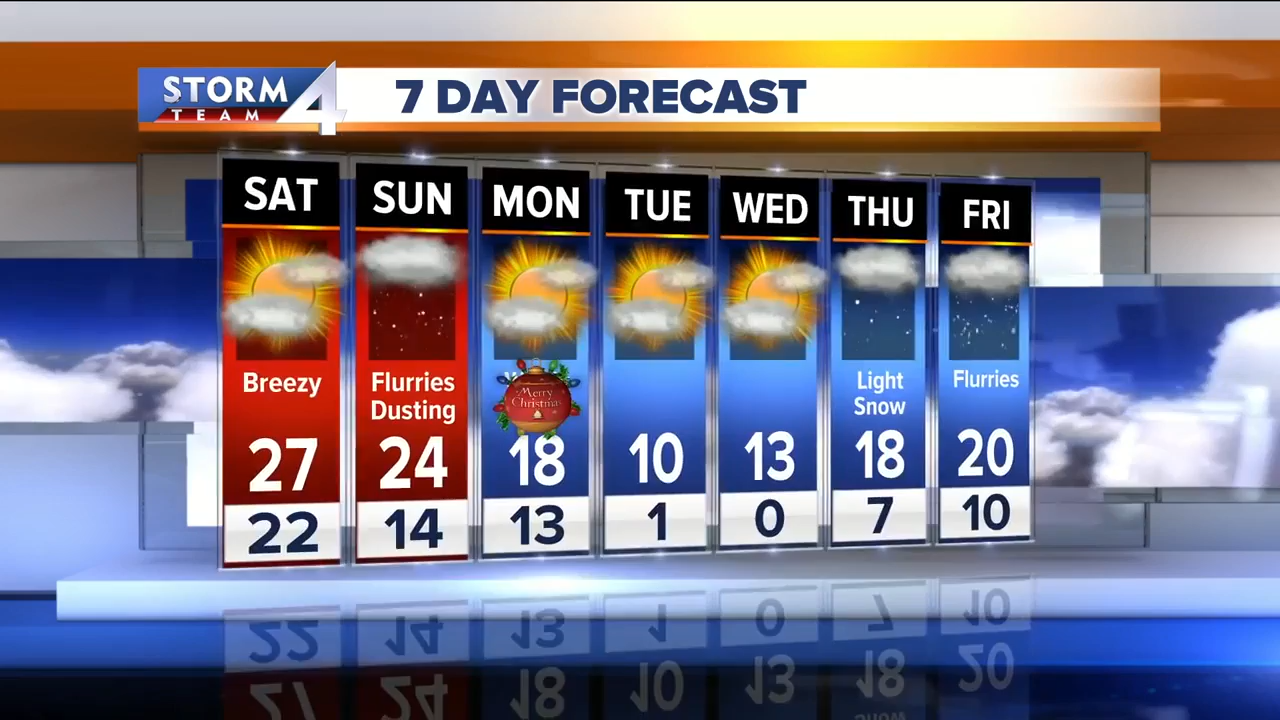 STORM
TEAM
4
7 DAY FORECAST
SAT
SUN
MON
TUE
WED
THU
FRI
Breezy
Flurries
Dusting
Merry
Christmas
Light
Snow
Flurries
27
24
18
10
13
18
20
22
14
13
1
0
7
10